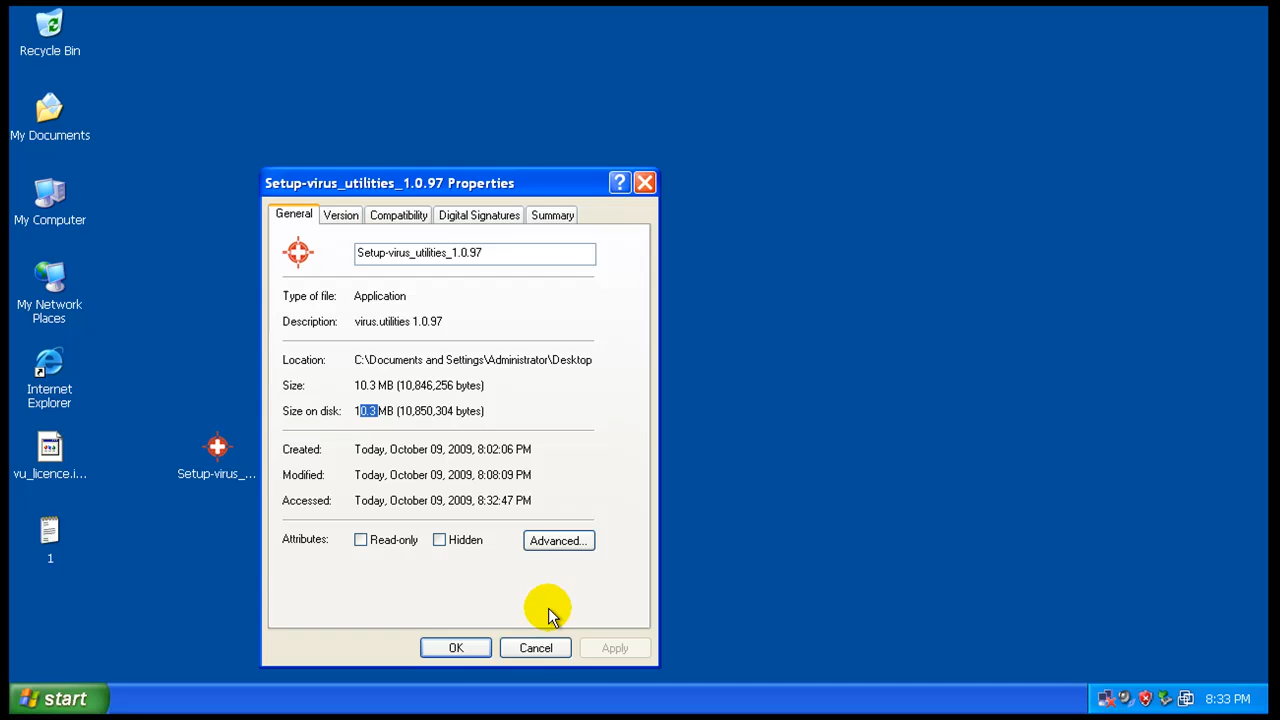 Recycle Bin
My Documents
My Computer
My Network
Places
Internet
Explorer
vu_licence.i...
Setup-virus_...
1
Setup-virus_utilities_1.0.97 Properties
General Version Compatibility Digital Signatures Summary
Setup-virus_utilities_1.0.97
Type of file: Application
Description: virus.utilities 1.0.97
Location: C:\Documents and Settings\Administrator\Desktop
Size: 10.3 MB (10,846,256 bytes)
Size on disk: 10.3 MB (10,850,304 bytes)
Created: Today, October 09, 2009, 8:02:06 PM
Modified: Today, October 09, 2009, 8:08:09 PM
Accessed: Today, October 09, 2009, 8:32:47 PM
Attributes: Read-only Hidden Advanced...
OK Cancel Apply
start 8:33 PM